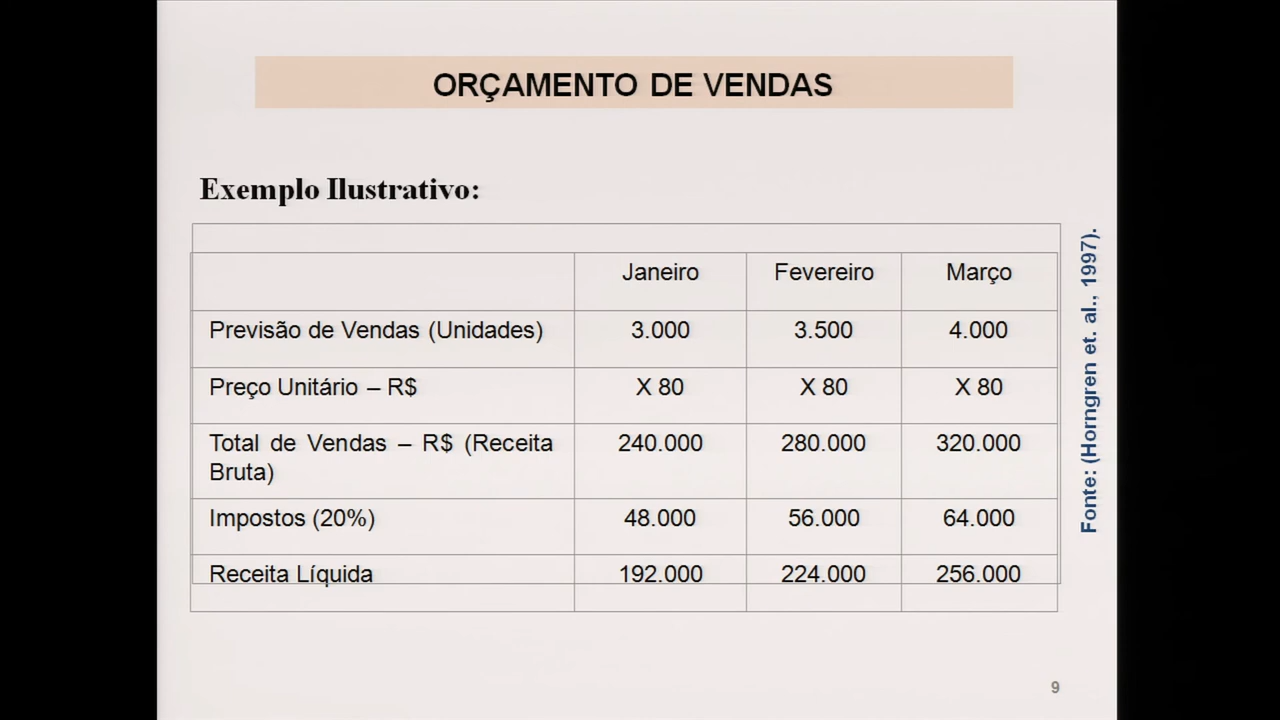 ORÇAMENTO DE VENDAS
Exemplo Ilustrativo:
Janeiro Fevereiro Março
Previsão de Vendas (Unidades) 3.000 3.500 4.000
Preço Unitário – R$ X 80 X 80 X 80
Total de Vendas – R$ (Receita 240.000 280.000 320.000
Bruta)
Impostos (20%) 48.000 56.000 64.000
Receita Líquida 192.000 224.000 256.000
Fonte: (Horngren et. al., 1997).
9